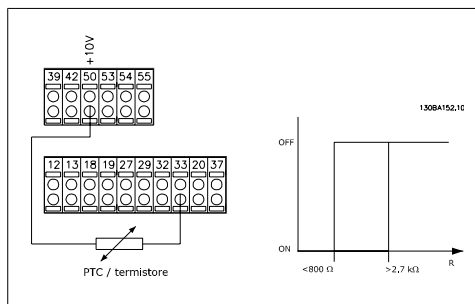 +10V
39 42 50 53 54 55
130BA152.10
OFF
12 13 18 19 27 29 32 33 20 37
ON
R
<800 Ω >2,7 kΩ
PTC / termistore